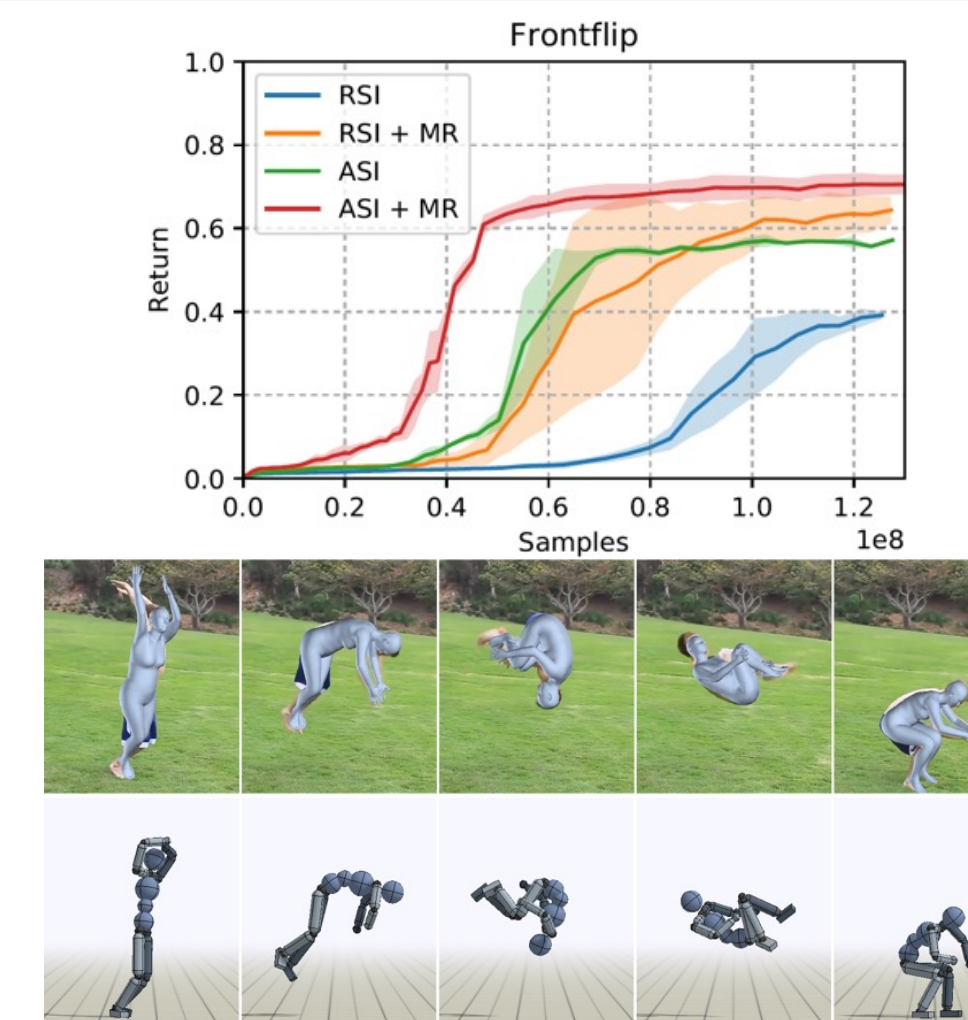 Frontflip
1.0
0.8
0.6
0.4
0.2
0.0
Return
RSI
RSI + MR
ASI
ASI + MR
0.0 0.2 0.4 0.6 0.8 1.0 1.2
Samples 1e8